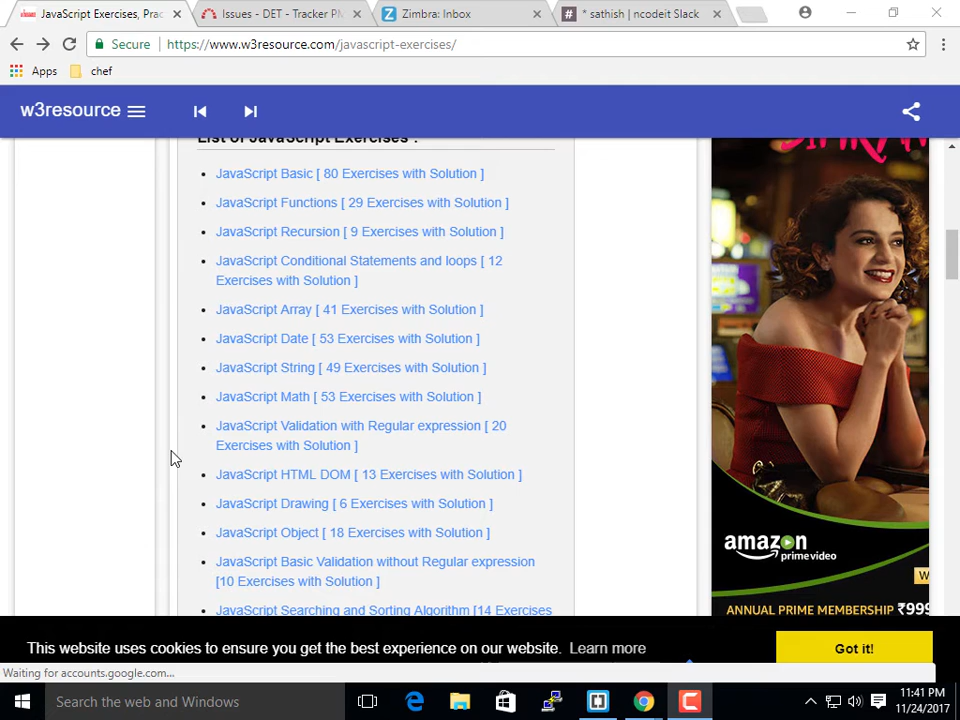 JavaScript Exercises, Prac
Issues - DET - Tracker PM
Zimbra: Inbox
* sathish | ncodeit Slack
Secure
https://www.w3resource.com/javascript-exercises/
Apps
chef
w3resource
List of JavaScript Exercises :
JavaScript Basic [ 80 Exercises with Solution ]
JavaScript Functions [ 29 Exercises with Solution ]
JavaScript Recursion [ 9 Exercises with Solution ]
JavaScript Conditional Statements and loops [ 12
Exercises with Solution ]
JavaScript Array [ 41 Exercises with Solution ]
JavaScript Date [ 53 Exercises with Solution ]
JavaScript String [ 49 Exercises with Solution ]
JavaScript Math [ 53 Exercises with Solution ]
JavaScript Validation with Regular expression [ 20
Exercises with Solution ]
JavaScript HTML DOM [ 13 Exercises with Solution ]
JavaScript Drawing [ 6 Exercises with Solution ]
JavaScript Object [ 18 Exercises with Solution ]
JavaScript Basic Validation without Regular expression
[10 Exercises with Solution ]
JavaScript Searching and Sorting Algorithm [14 Exercises
amazon
prime video
W
ANNUAL PRIME MEMBERSHIP ₹999
This website uses cookies to ensure you get the best experience on our website. Learn more
Got it!
Waiting for accounts.google.com...
Search the web and Windows
11:41 PM
11/24/2017